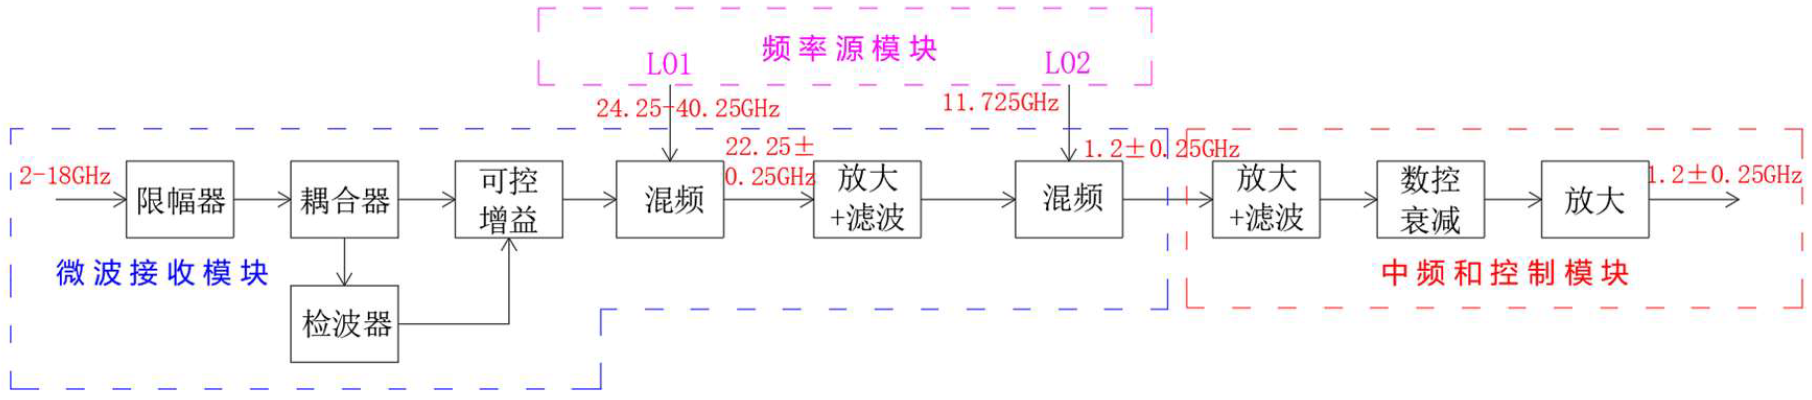 频率源模块
LO1
LO2
24.25-40.25GHz
11.725GHz
2-18GHz
限幅器
耦合器
可控
增益
混频
22.25±
0.25GHz
放大
+滤波
混频
1.2±0.25GHz
放大
+滤波
数控
衰减
放大
1.2±0.25GHz
微波接收模块
检波器
中频和控制模块